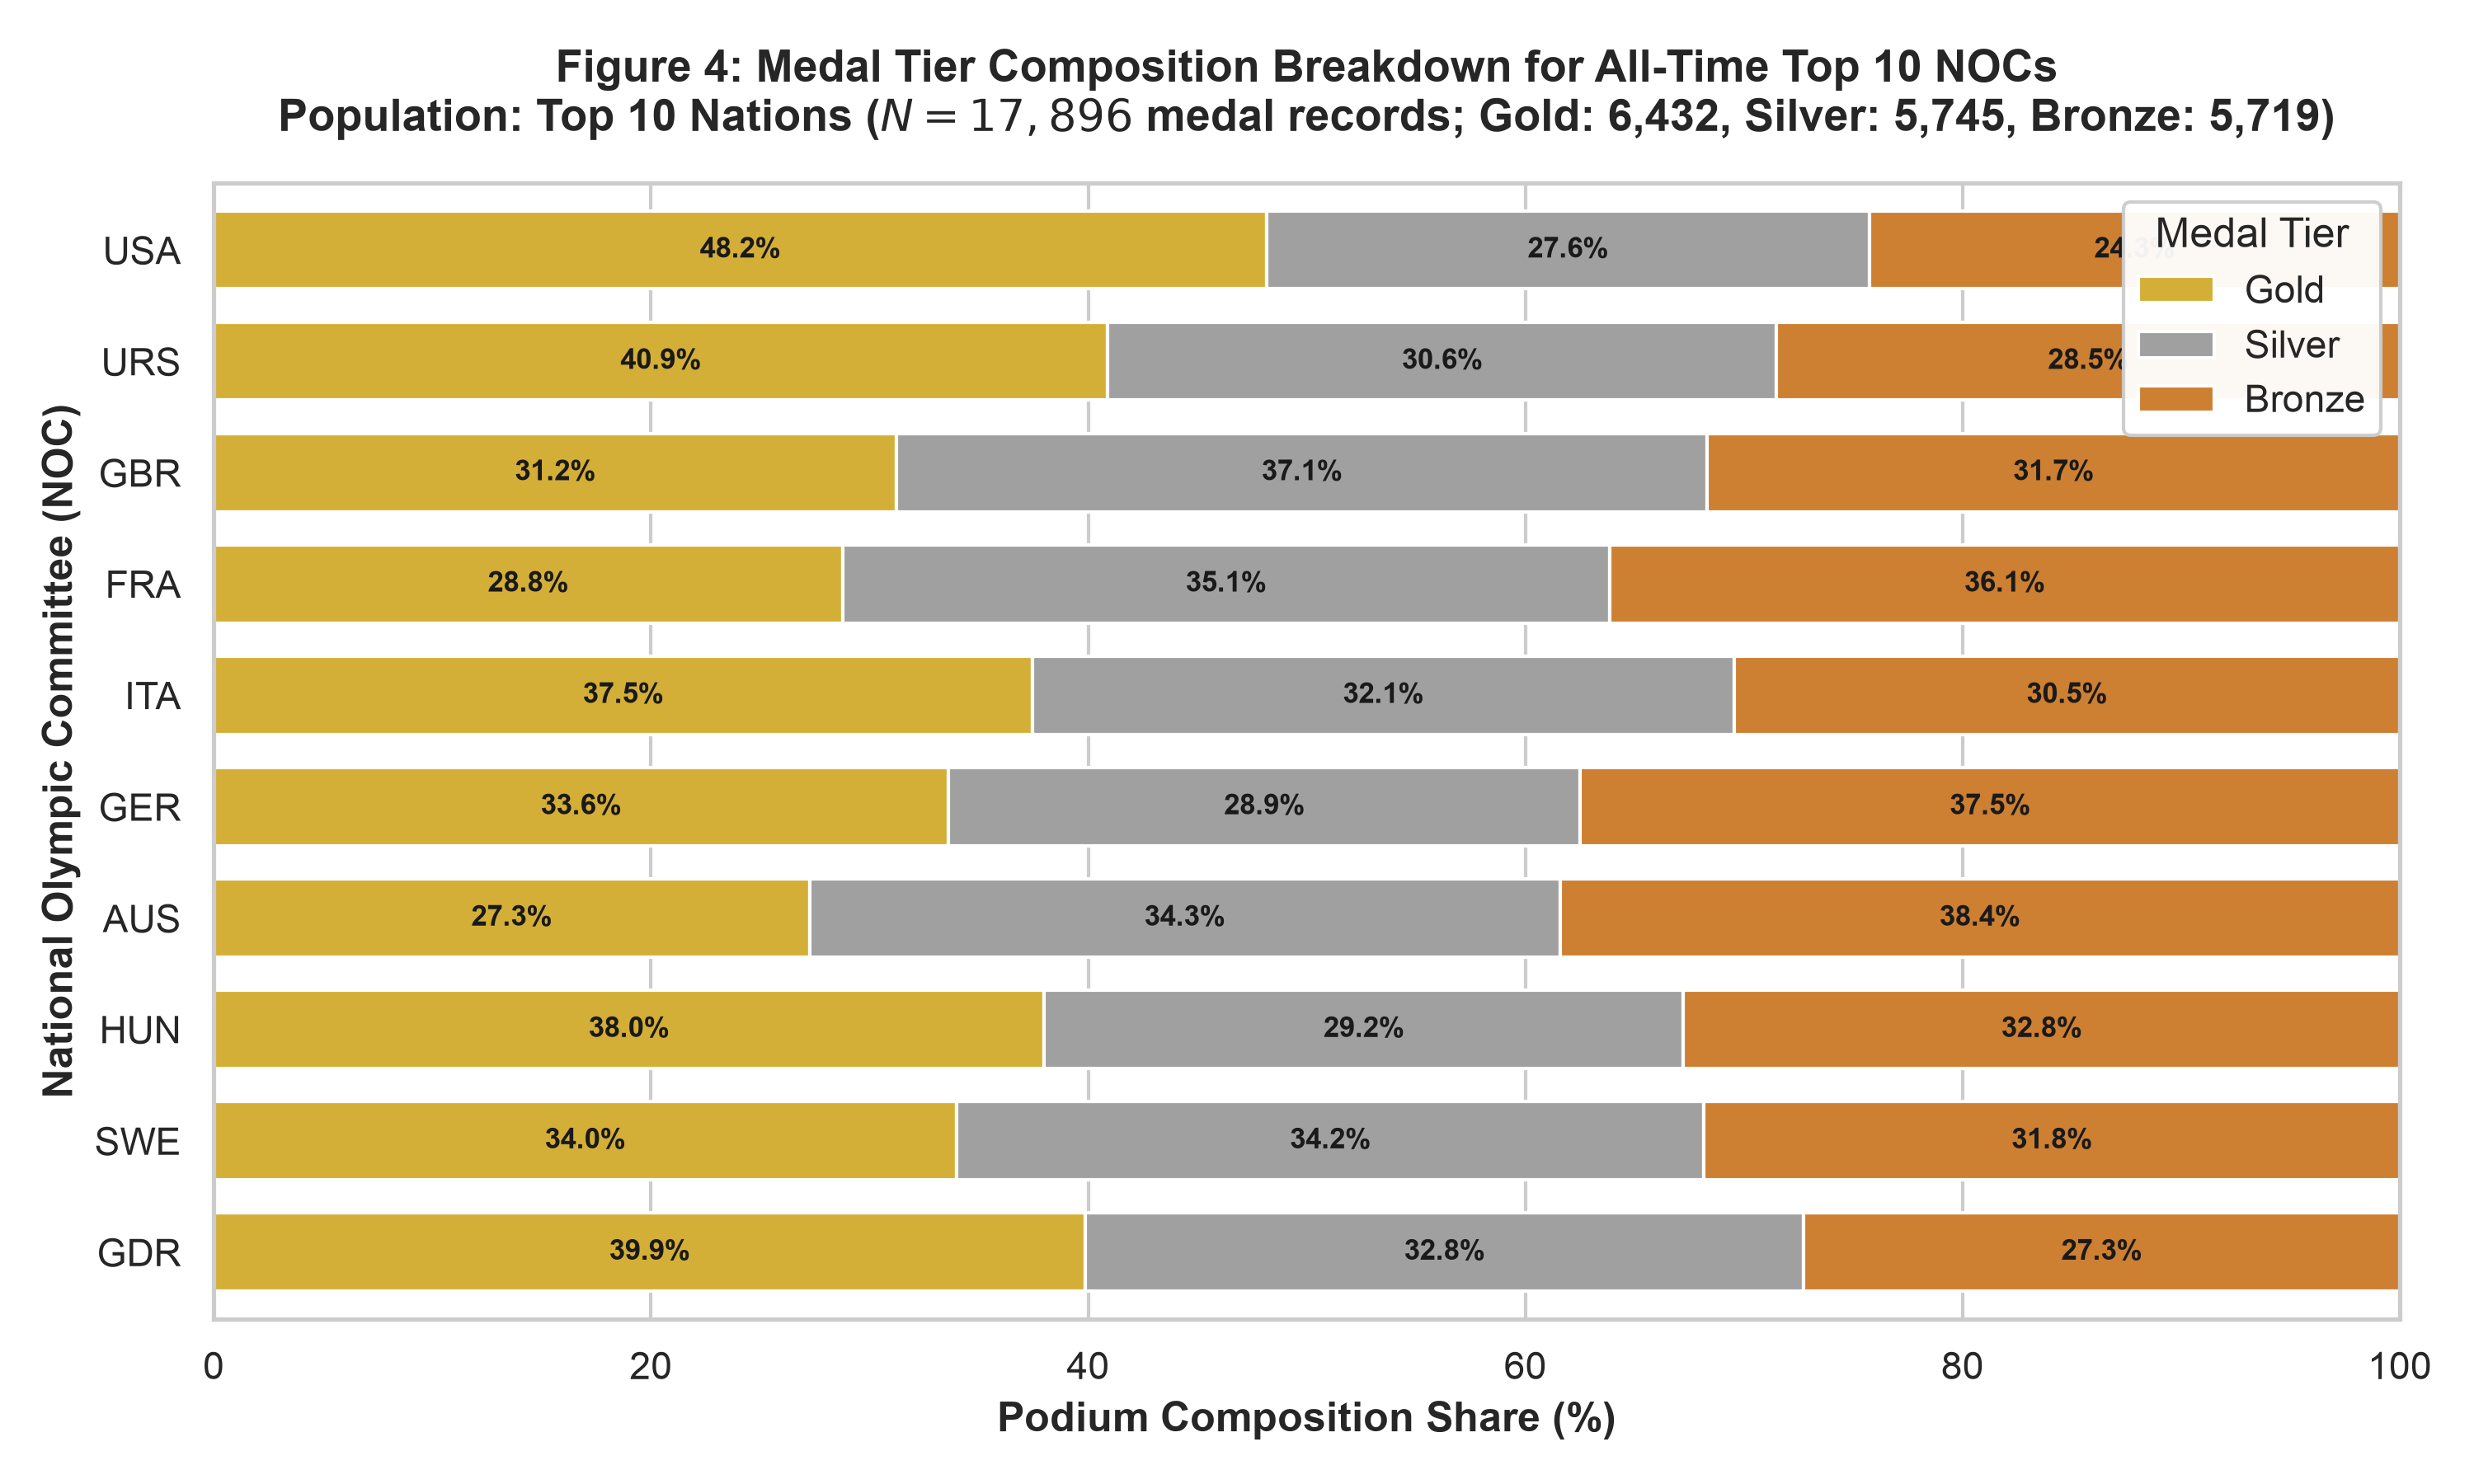 Figure 4: Medal Tier Composition Breakdown for All-Time Top 10 NOCs
Population: Top 10 Nations (N = 17, 896 medal records; Gold: 6,432, Silver: 5,745, Bronze: 5,719)
Medal Tier
Gold
Silver
Bronze
National Olympic Committee (NOC)
USA 48.2% 27.6% 24.3%
URS 40.9% 30.6% 28.5%
GBR 31.2% 37.1% 31.7%
FRA 28.8% 35.1% 36.1%
ITA 37.5% 32.1% 30.5%
GER 33.6% 28.9% 37.5%
AUS 27.3% 34.3% 38.4%
HUN 38.0% 29.2% 32.8%
SWE 34.0% 34.2% 31.8%
GDR 39.9% 32.8% 27.3%
0 20 40 60 80 100
Podium Composition Share (%)